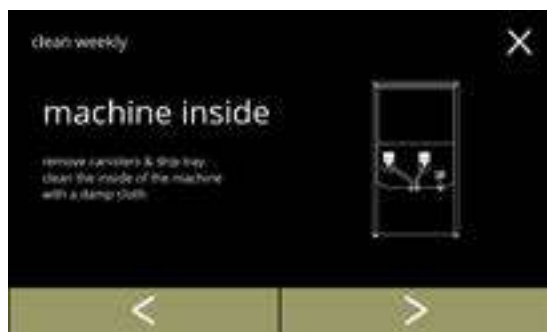 clean weekly
machine inside
remove canisters & drip tray
clean the inside of the machine
with a damp cloth